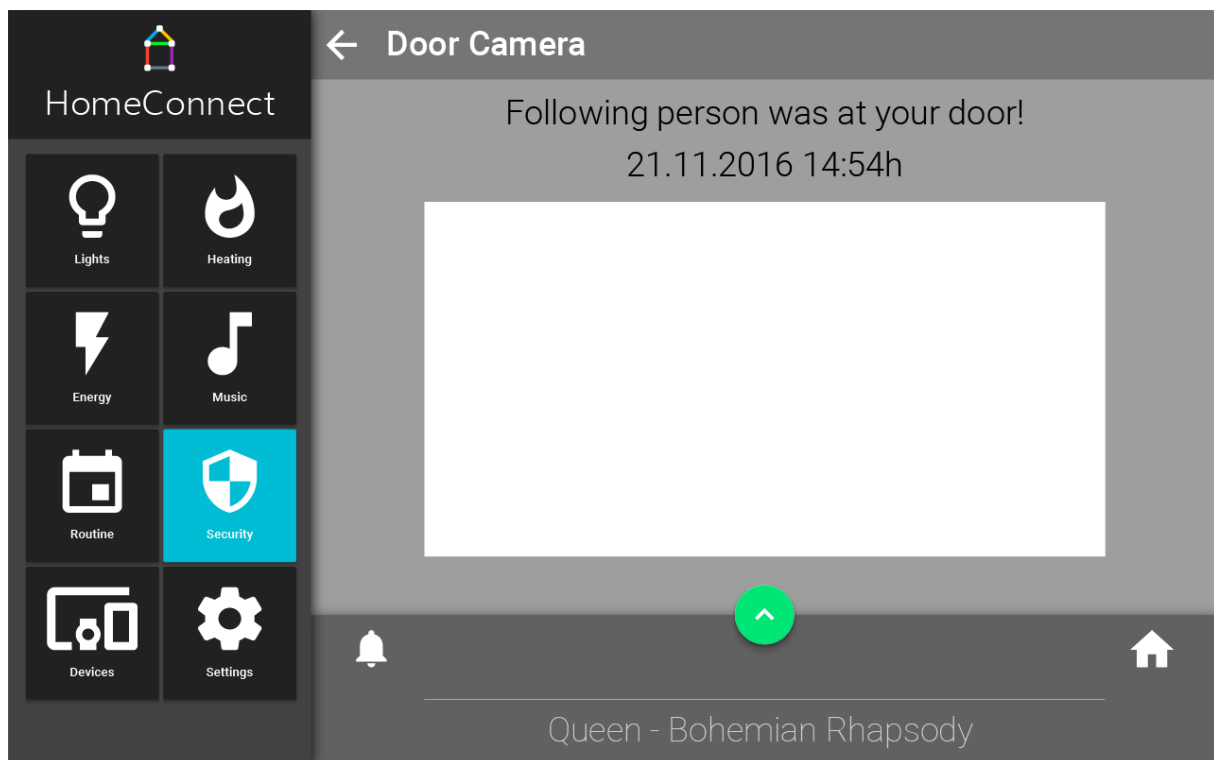 HomeConnect
Lights
Heating
Energy
Music
Routine
Security
Devices
Settings
Door Camera
Following person was at your door!
21.11.2016 14:54h
Queen - Bohemian Rhapsody